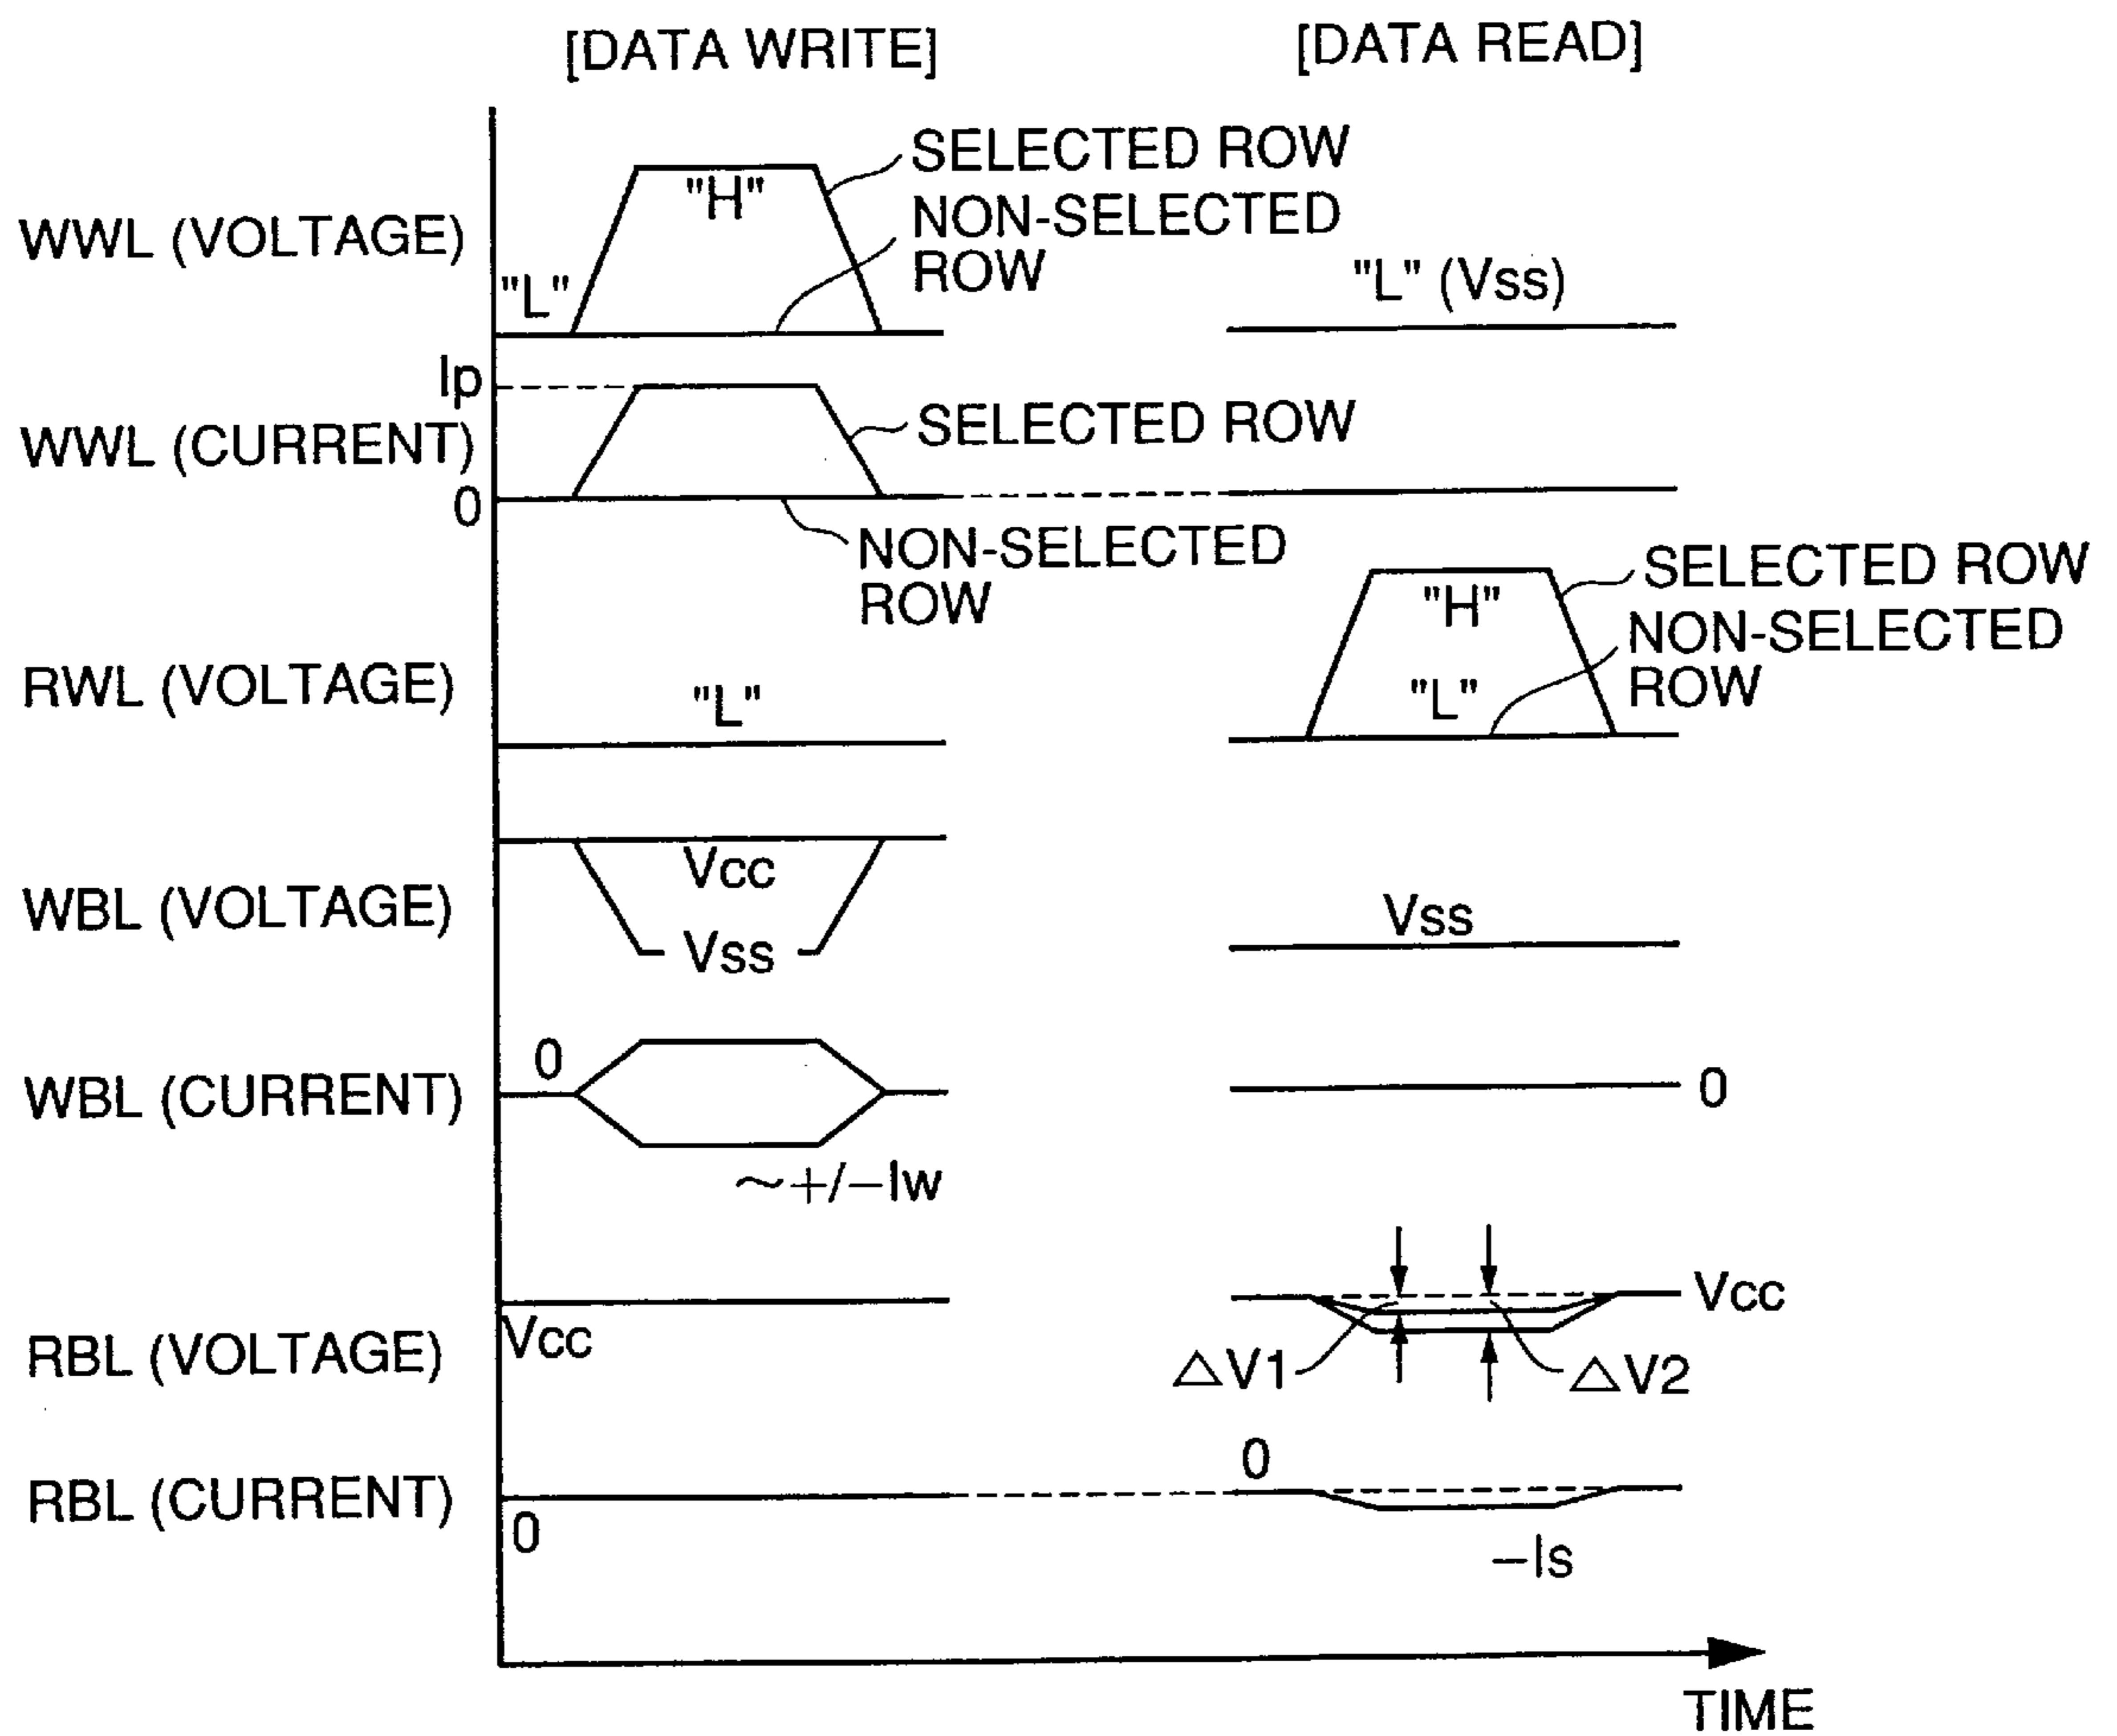 [DATA WRITE]
[DATA READ]
WWL (VOLTAGE)
"L"
"H"
SELECTED ROW
NON-SELECTED
ROW
"L" (Vss)
Ip
WWL (CURRENT)
0
SELECTED ROW
NON-SELECTED
ROW
RWL (VOLTAGE)
"L"
"H"
"L"
SELECTED ROW
NON-SELECTED
ROW
WBL (VOLTAGE)
Vcc
Vss
Vss
WBL (CURRENT)
0
~+/−Iw
0
RBL (VOLTAGE)
Vcc
△V1
△V2
Vcc
RBL (CURRENT)
0
0
−Is
TIME